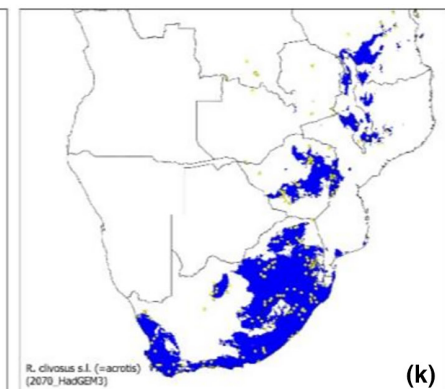 R. clivosus s.l. (=acrotis)
(2070_HadGEM3)
(k)